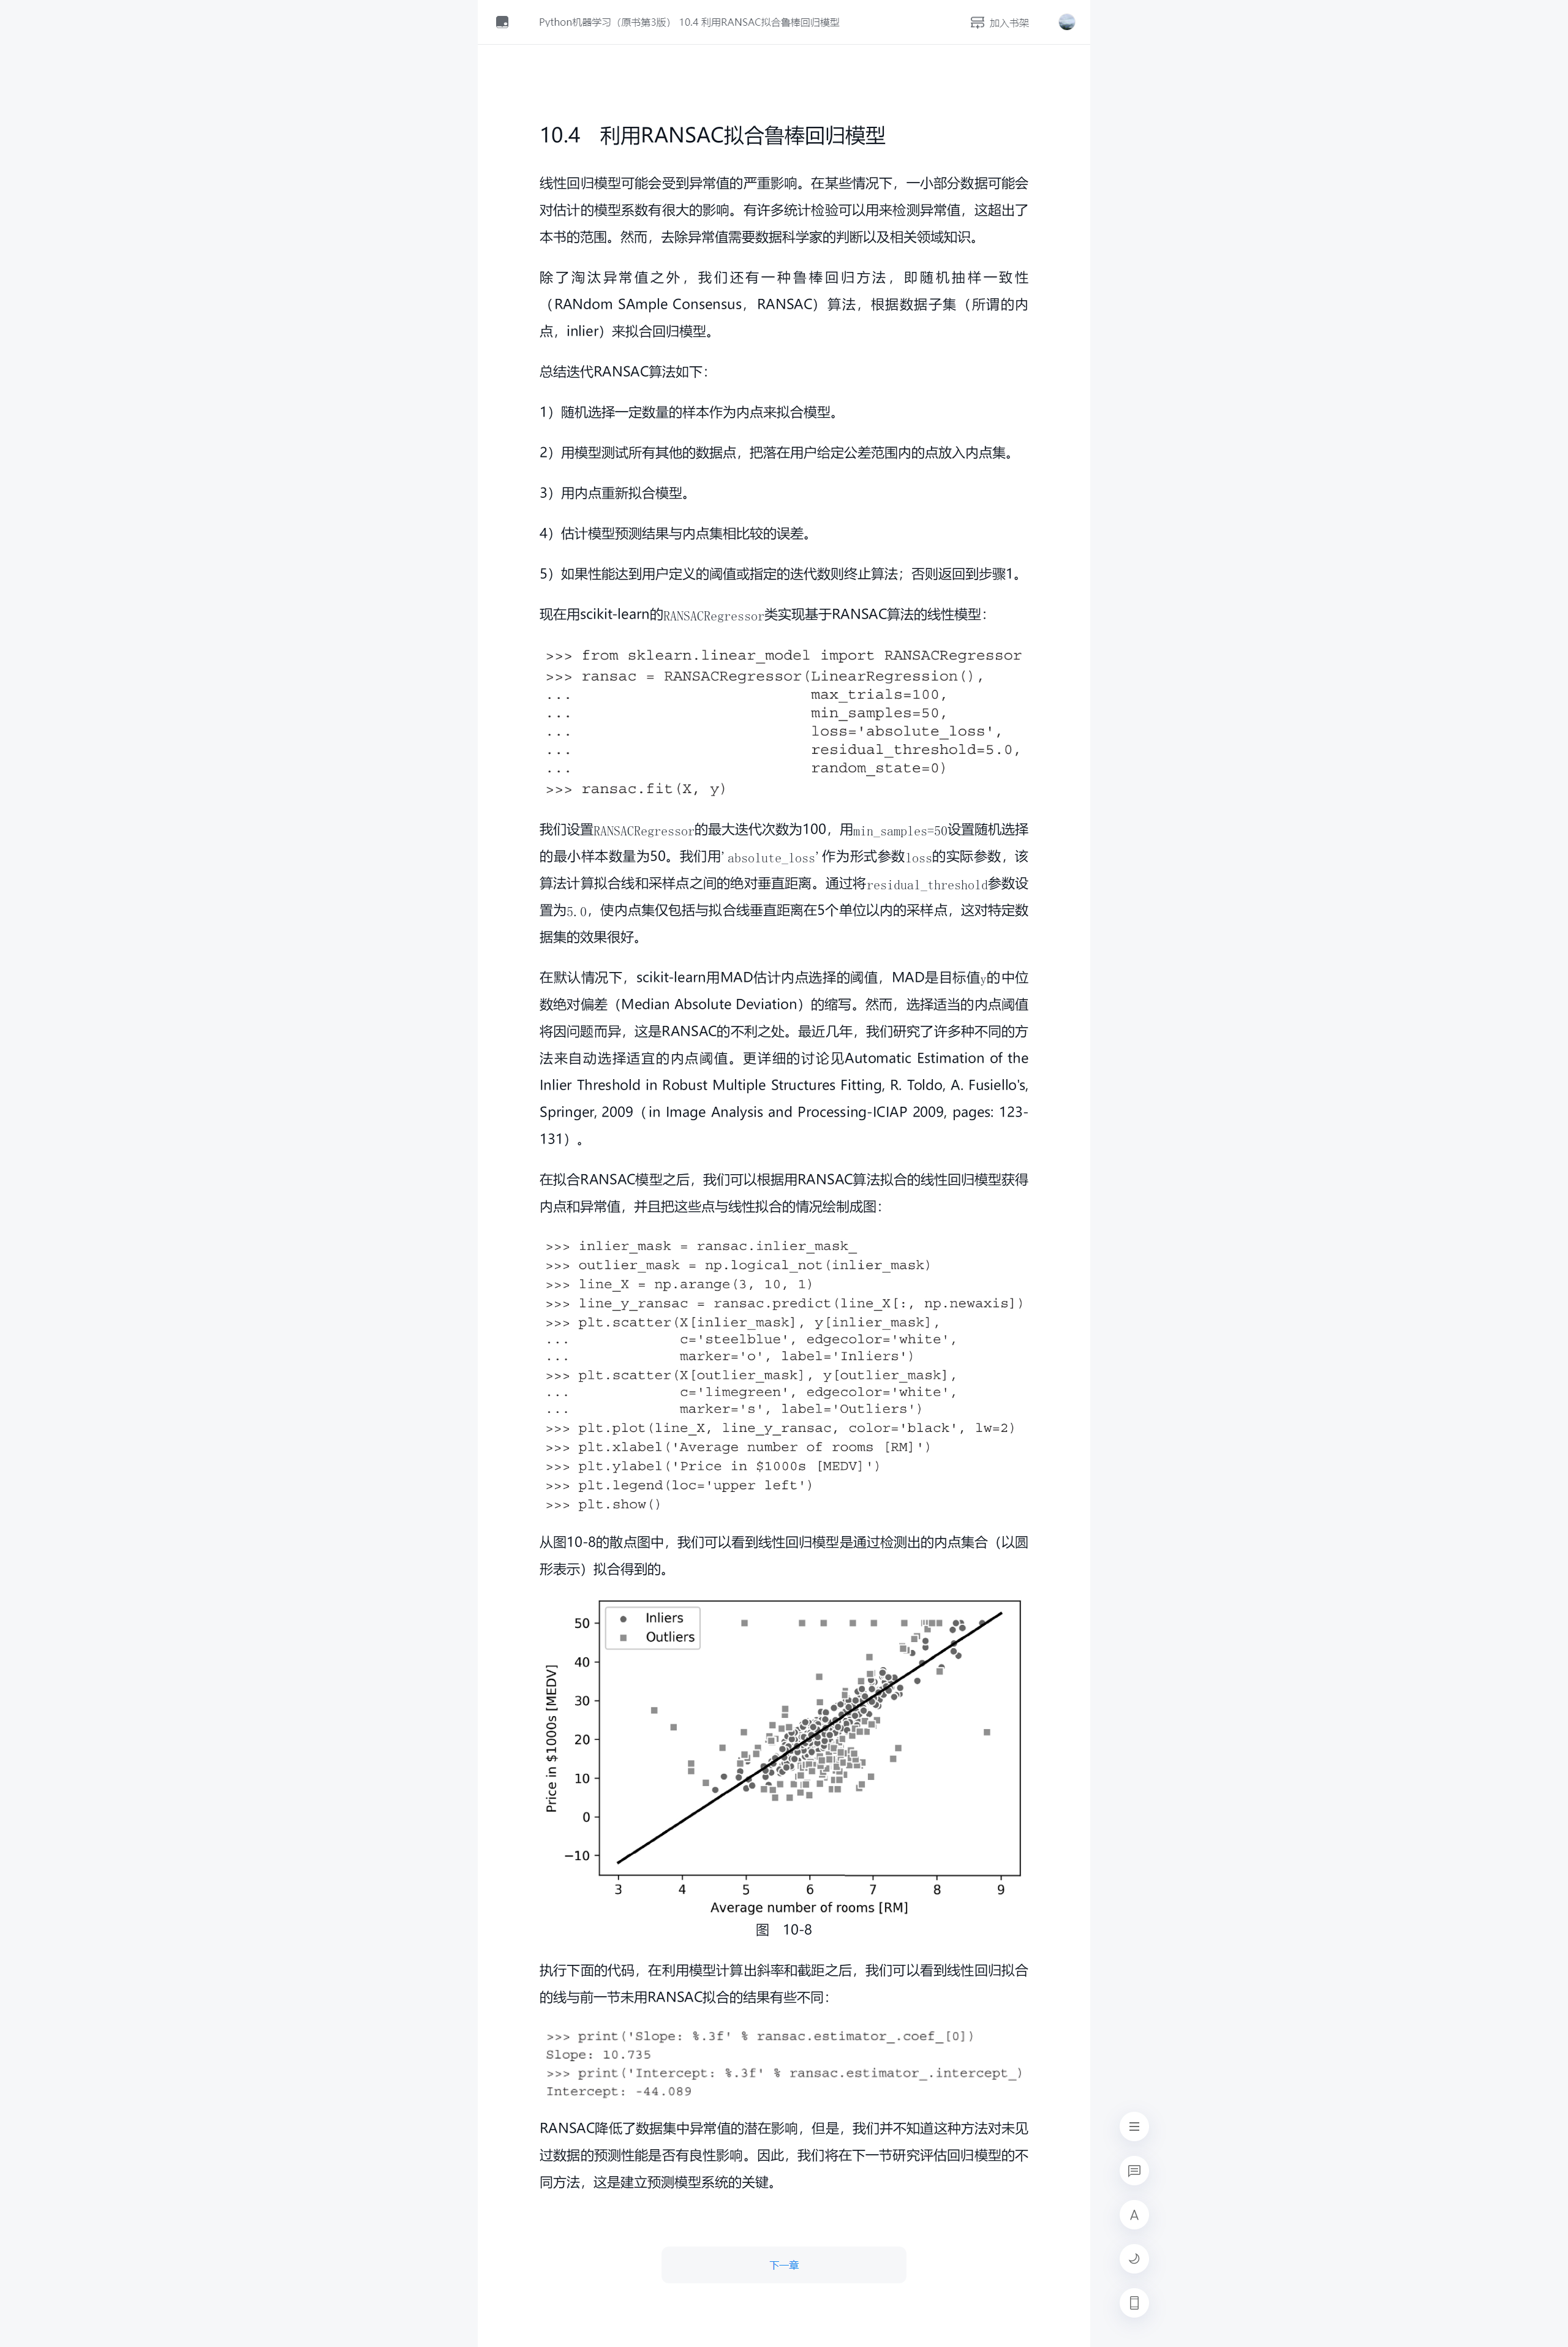 Python机器学习（原书第3版） 10.4 利用RANSAC拟合鲁棒回归模型
加入书架
10.4 利用RANSAC拟合鲁棒回归模型
线性回归模型可能会受到异常值的严重影响。在某些情况下，一小部分数据可能会
对估计的模型系数有很大的影响。有许多统计检验可以用来检测异常值，这超出了
本书的范围。然而，去除异常值需要数据科学家的判断以及相关领域知识。
除了淘汰异常值之外，我们还有一种鲁棒回归方法，即随机抽样一致性
（RANdom SAmple Consensus，RANSAC）算法，根据数据子集（所谓的内
点，inlier）来拟合回归模型。
总结迭代RANSAC算法如下：
1）随机选择一定数量的样本作为内点来拟合模型。
2）用模型测试所有其他的数据点，把落在用户给定公差范围内的点放入内点集。
3）用内点重新拟合模型。
4）估计模型预测结果与内点集相比较的误差。
5）如果性能达到用户定义的阈值或指定的迭代数则终止算法；否则返回到步骤1。
现在用scikit-learn的RANSACRegressor类实现基于RANSAC算法的线性模型：
>>> from sklearn.linear_model import RANSACRegressor
>>> ransac = RANSACRegressor(LinearRegression(),
... max_trials=100,
... min_samples=50,
... loss='absolute_loss',
... residual_threshold=5.0,
... random_state=0)
>>> ransac.fit(X, y)
我们设置RANSACRegressor的最大迭代次数为100，用min_samples=50设置随机选择
的最小样本数量为50。我们用'absolute_loss'作为形式参数loss的实际参数，该
算法计算拟合线和采样点之间的绝对垂直距离。通过将residual_threshold参数设
置为5.0，使内点集仅包括与拟合线垂直距离在5个单位以内的采样点，这对特定数
据集的效果很好。
在默认情况下，scikit-learn用MAD估计内点选择的阈值，MAD是目标值y的中位
数绝对偏差（Median Absolute Deviation）的缩写。然而，选择适当的内点阈值
将因问题而异，这是RANSAC的不利之处。最近几年，我们研究了许多种不同的方
法来自动选择适宜的内点阈值。更详细的讨论见Automatic Estimation of the
Inlier Threshold in Robust Multiple Structures Fitting, R. Toldo, A. Fusiello's,
Springer, 2009（in Image Analysis and Processing-ICIAP 2009, pages: 123-
131）。
在拟合RANSAC模型之后，我们可以根据用RANSAC算法拟合的线性回归模型获得
内点和异常值，并且把这些点与线性拟合的情况绘制成图：
>>> inlier_mask = ransac.inlier_mask_
>>> outlier_mask = np.logical_not(inlier_mask)
>>> line_X = np.arange(3, 10, 1)
>>> line_y_ransac = ransac.predict(line_X[:, np.newaxis])
>>> plt.scatter(X[inlier_mask], y[inlier_mask],
... c='steelblue', edgecolor='white',
... marker='o', label='Inliers')
>>> plt.scatter(X[outlier_mask], y[outlier_mask],
... c='limegreen', edgecolor='white',
... marker='s', label='Outliers')
>>> plt.plot(line_X, line_y_ransac, color='black', lw=2)
>>> plt.xlabel('Average number of rooms [RM]')
>>> plt.ylabel('Price in $1000s [MEDV]')
>>> plt.legend(loc='upper left')
>>> plt.show()
从图10-8的散点图中，我们可以看到线性回归模型是通过检测出的内点集合（以圆
形表示）拟合得到的。
Inliers
Outliers
Price in $1000s [MEDV]
50
40
30
20
10
0
−10
3 4 5 6 7 8 9
Average number of rooms [RM]
图 10-8
执行下面的代码，在利用模型计算出斜率和截距之后，我们可以看到线性回归拟合
的线与前一节未用RANSAC拟合的结果有些不同：
>>> print('Slope: %.3f' % ransac.estimator_.coef_[0])
Slope: 10.735
>>> print('Intercept: %.3f' % ransac.estimator_.intercept_)
Intercept: -44.089
RANSAC降低了数据集中异常值的潜在影响，但是，我们并不知道这种方法对未见
过数据的预测性能是否有良性影响。因此，我们将在下一节研究评估回归模型的不
同方法，这是建立预测模型系统的关键。
下一章
A